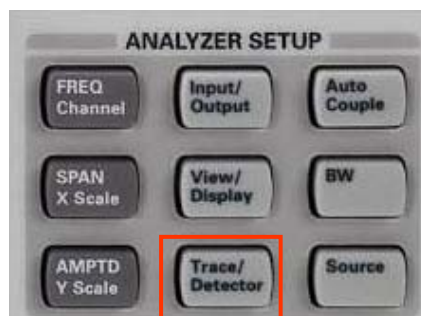 ANALYZER SETUP
FREQ
Channel
Input/
Output
Auto
Couple
SPAN
X Scale
View/
Display
BW
AMPTD
Y Scale
Trace/
Detector
Source